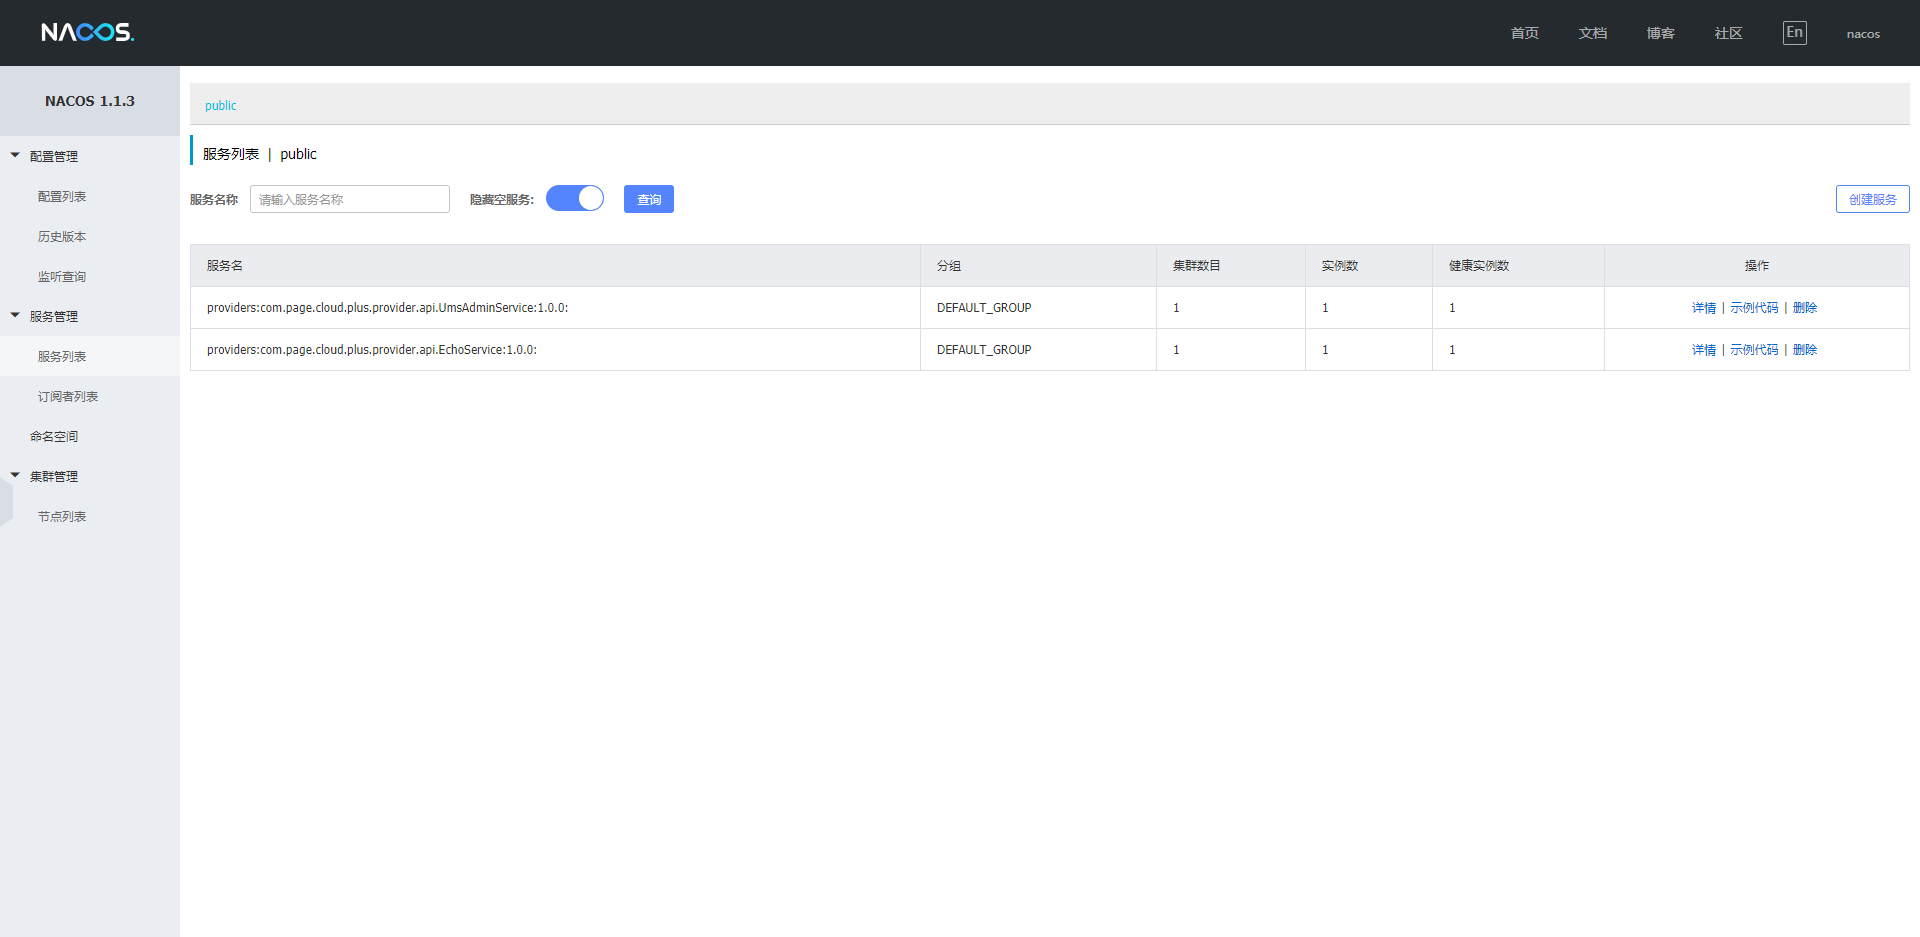 NACOS.
首页 文档 博客 社区 En nacos
NACOS 1.1.3
配置管理
配置列表
历史版本
监听查询
服务管理
服务列表
订阅者列表
命名空间
集群管理
节点列表
public
服务列表 | public
服务名称 请输入服务名称 隐藏空服务: 查询 创建服务
服务名 分组 集群数目 实例数 健康实例数 操作
providers:com.page.cloud.plus.provider.api.UmsAdminService:1.0.0: DEFAULT_GROUP 1 1 1 详情 | 示例代码 | 删除
providers:com.page.cloud.plus.provider.api.EchoService:1.0.0: DEFAULT_GROUP 1 1 1 详情 | 示例代码 | 删除